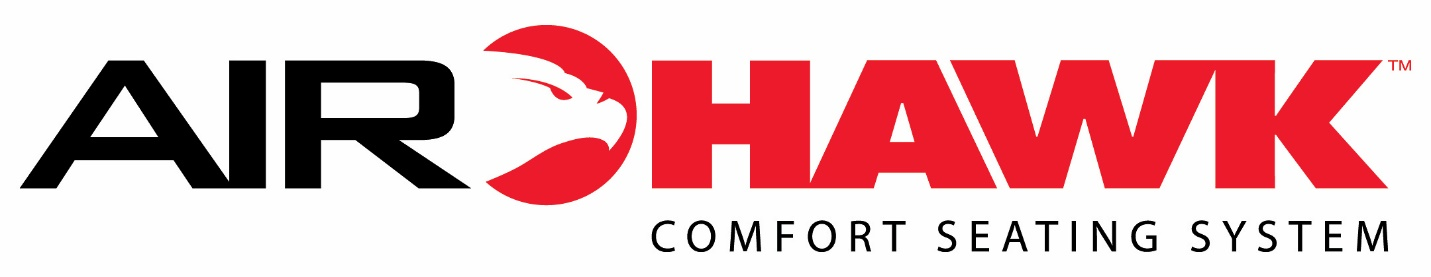 AIRHAWK™
COMFORT SEATING SYSTEM